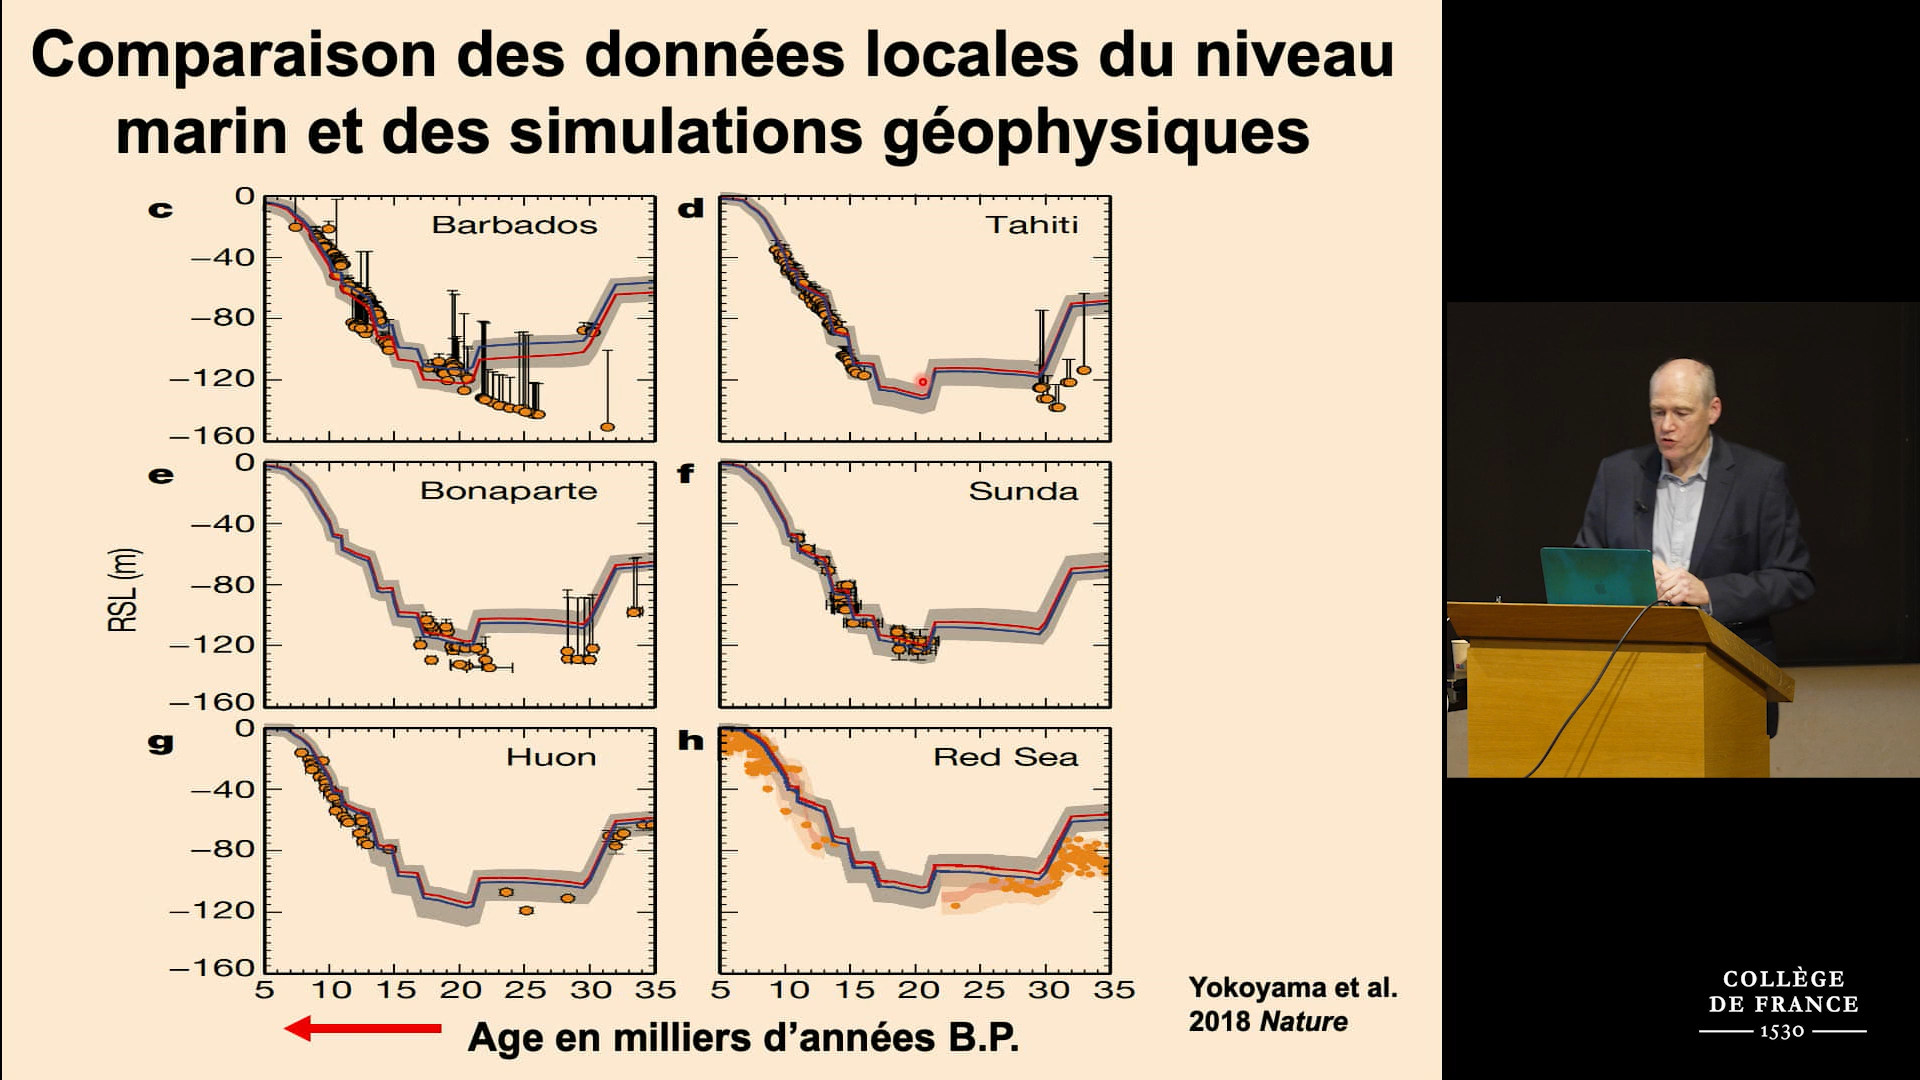 Comparaison des données locales du niveau
marin et des simulations géophysiques
c
Barbados
0
−40
−80
−120
−160
d
Tahiti
e
Bonaparte
0
−40
−80
−120
−160
f
Sunda
RSL (m)
g
Huon
0
−40
−80
−120
−160
h
Red Sea
5 10 15 20 25 30 35
5 10 15 20 25 30 35
Age en milliers d’années B.P.
Yokoyama et al.
2018 Nature
COLLÈGE
DE FRANCE
1530